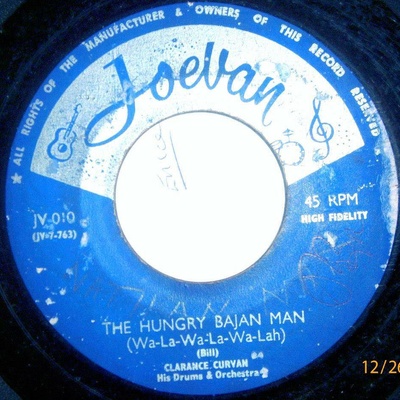 ★ ALL RIGHTS OF THE MANUFACTURER & OWNERS OF THIS RECORD RESERVED
Joevan
JV-010
(JV-7-763)
45 RPM
HIGH FIDELITY
THE HUNGRY BAJAN MAN
(Wa-La-Wa-La-Wa-Lah)
(Bill)
CLARANCE CURVAN
His Drums & Orchestra
12/26